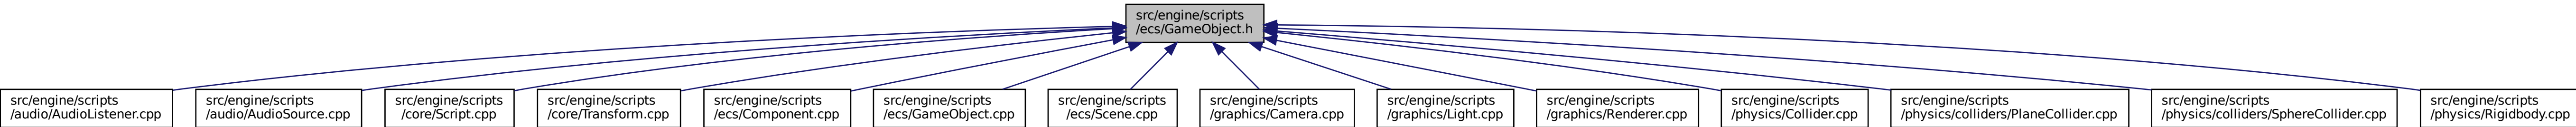 src/engine/scripts
/ecs/GameObject.h
src/engine/scripts
/audio/AudioListener.cpp
src/engine/scripts
/audio/AudioSource.cpp
src/engine/scripts
/core/Script.cpp
src/engine/scripts
/core/Transform.cpp
src/engine/scripts
/ecs/Component.cpp
src/engine/scripts
/ecs/GameObject.cpp
src/engine/scripts
/ecs/Scene.cpp
src/engine/scripts
/graphics/Camera.cpp
src/engine/scripts
/graphics/Light.cpp
src/engine/scripts
/graphics/Renderer.cpp
src/engine/scripts
/physics/Collider.cpp
src/engine/scripts
/physics/colliders/PlaneCollider.cpp
src/engine/scripts
/physics/colliders/SphereCollider.cpp
src/engine/scripts
/physics/Rigidbody.cpp